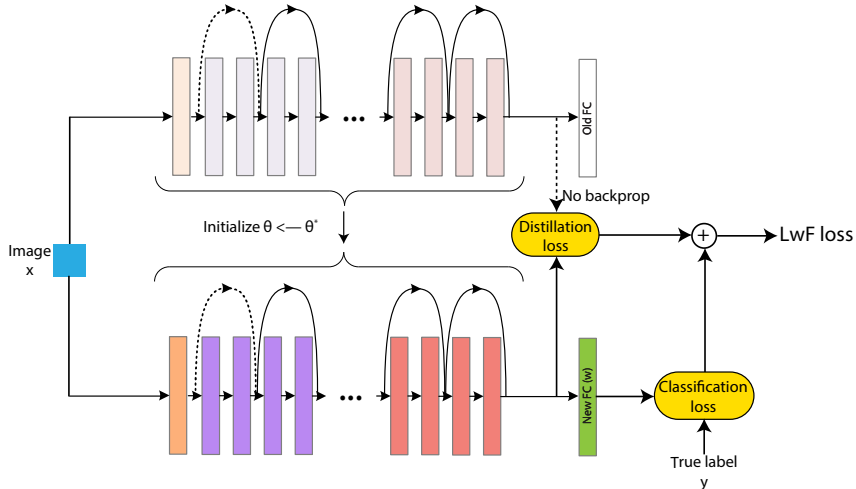 Old FC
No backprop
Initialize θ <— θ*
Distillation
loss
+
LwF loss
Image
x
...
...
New FC (w)
Classification
loss
True label
y